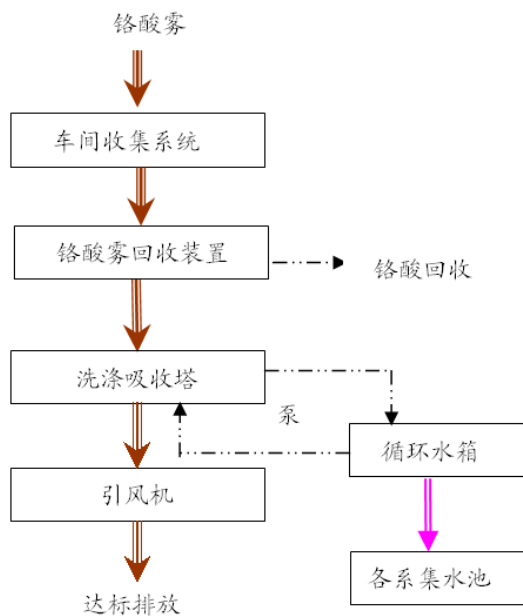 铬酸雾
车间收集系统
铬酸雾回收装置
铬酸回收
洗涤吸收塔
泵
循环水箱
引风机
各系集水池
达标排放